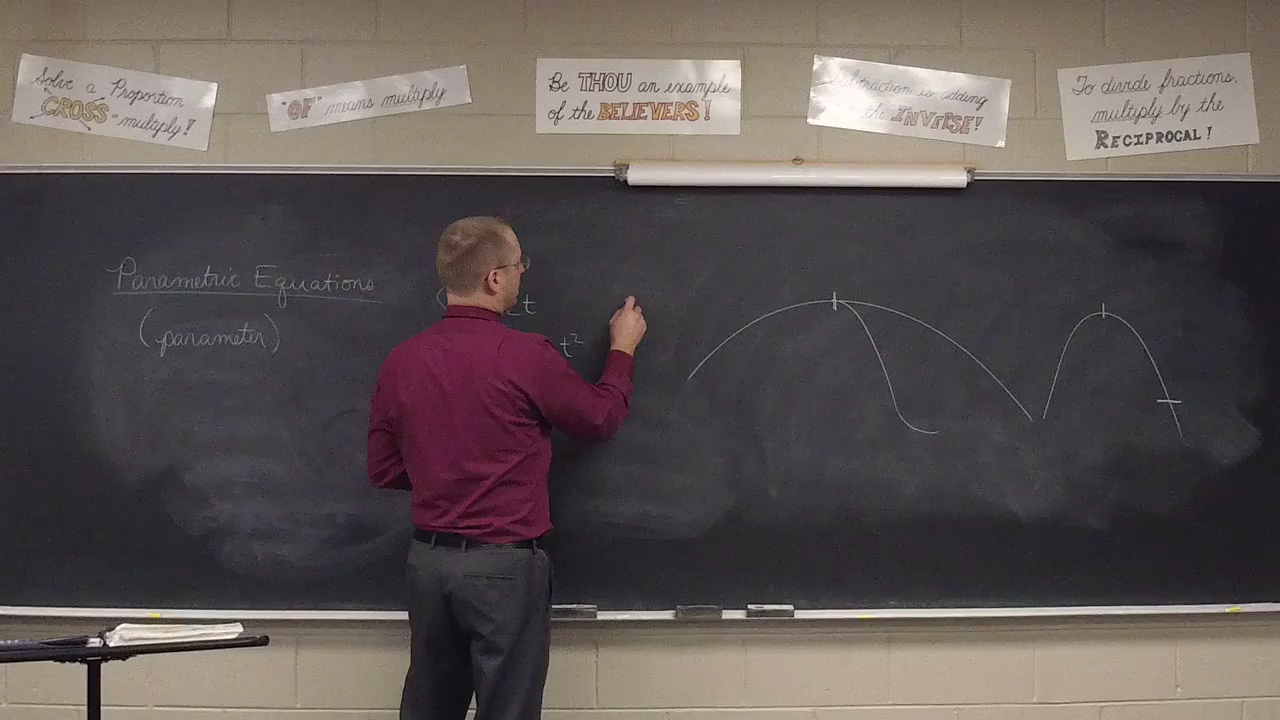 Solve a Proportion
CROSS-multiply!
"OF" means multiply
Be THOU an example
of the BELIEVERS!
Subtraction is adding
the INVERSE!
To divide fractions,
multiply by the
RECIPROCAL!
Parametric Equations
(parameter)
t
t²